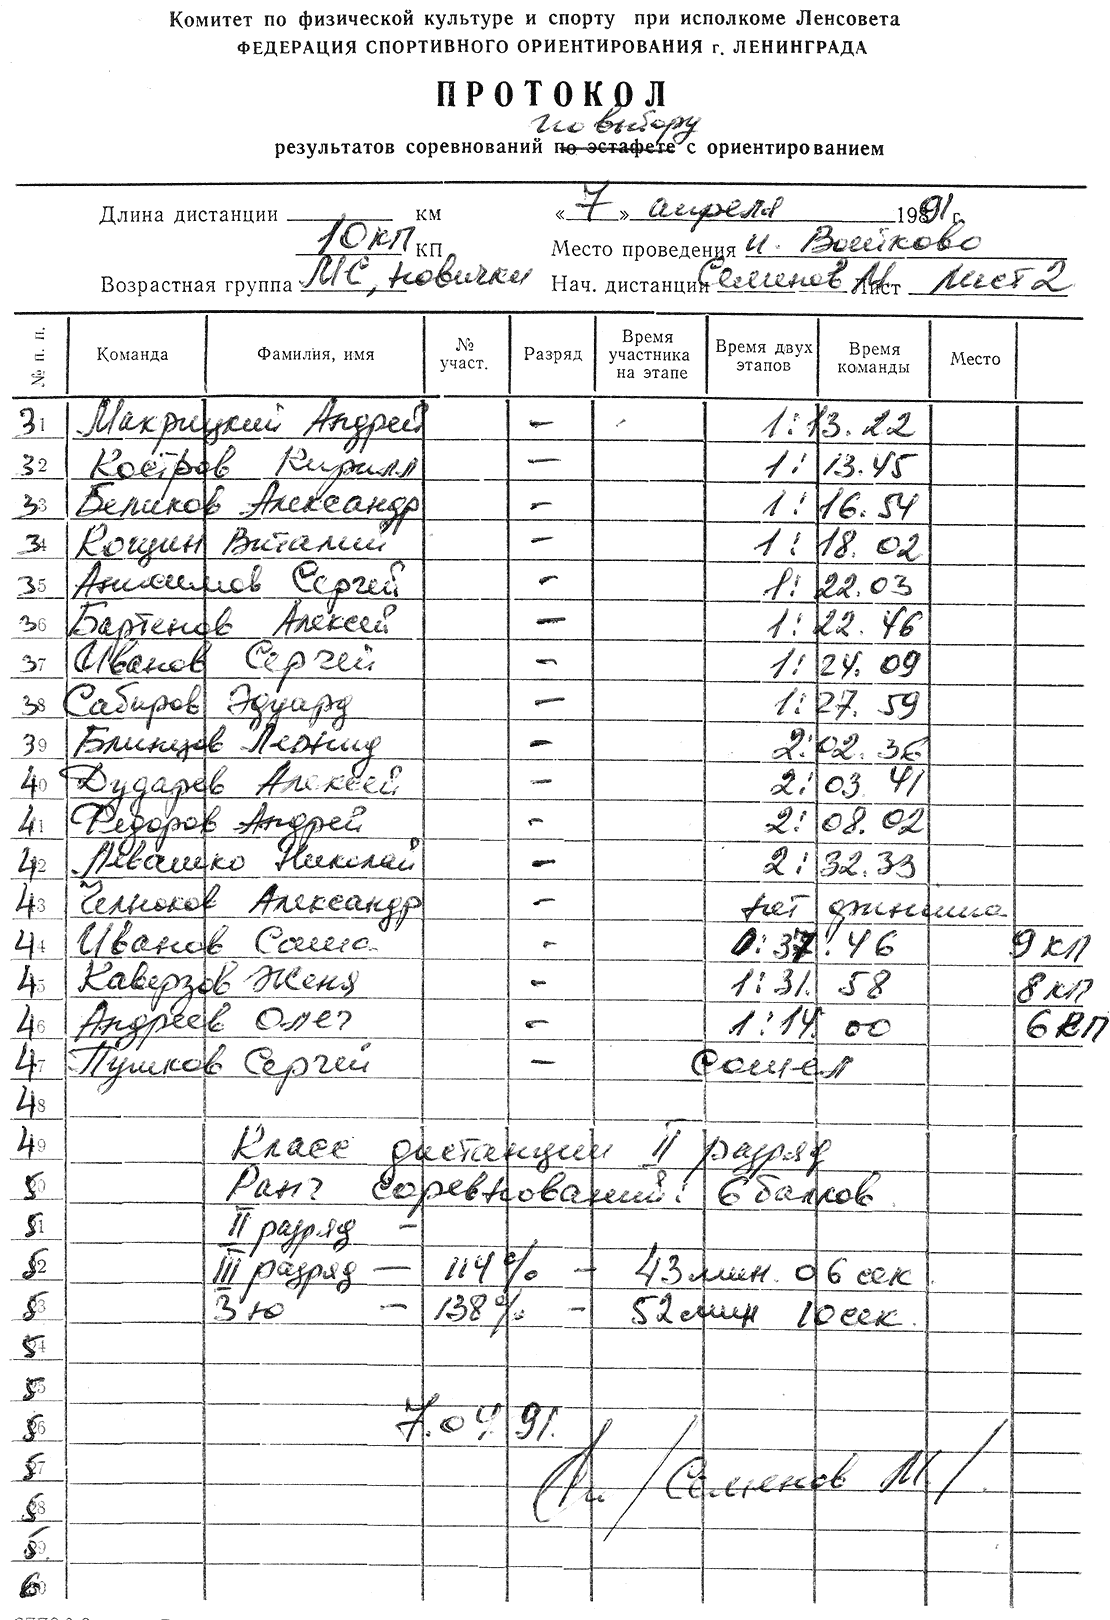 Комитет по физической культуре и спорту при исполкоме Ленсовета
ФЕДЕРАЦИЯ СПОРТИВНОГО ОРИЕНТИРОВАНИЯ г. ЛЕНИНГРАДА
ПРОТОКОЛ
по выбору
результатов соревнований по эстафете с ориентированием
Длина дистанции км «7» апреля 1991 г.
10 КП КП Место проведения п. Войково
Возрастная группа МС, новички Нач. дистанции Семенов М. Лист Лист 2
№ п. п. Команда Фамилия, имя № участ. Разряд Время участника на этапе Время двух этапов Время команды Место
31 Макрицкий Андрей — 1:13.22
32 Костров Кирилл — 1:13.45
33 Беликов Александр — 1:16.54
34 Кощин Виталий — 1:18.02
35 Анисимов Сергей — 1:22.03
36 Бартенов Алексей — 1:22.46
37 Иванов Сергей — 1:24.09
38 Сабиров Эдуард — 1:27.59
39 Блинцов Леонид — 2:02.36
40 Дударев Алексей — 2:03.41
41 Федоров Андрей — 2:08.02
42 Левашко Николай — 2:32.33
43 Челноков Александр — нет финиша
44 Иванов Саша — 0:37.46 9 КП
45 Каверзов Женя — 1:31.58 8 КП
46 Андреев Олег — 1:14.00 6 КП
47 Пушков Сергей — Сошел
48
49 Класс дистанции II разряд
50 Ранг соревнований: 6 баллов
51 II разряд —
52 III разряд — 114% — 43 мин. 06 сек
53 3 ю — 138% — 52 мин 10 сек.
54
55
56 7.04.91.
57 / Семенов М. /
58
59
60